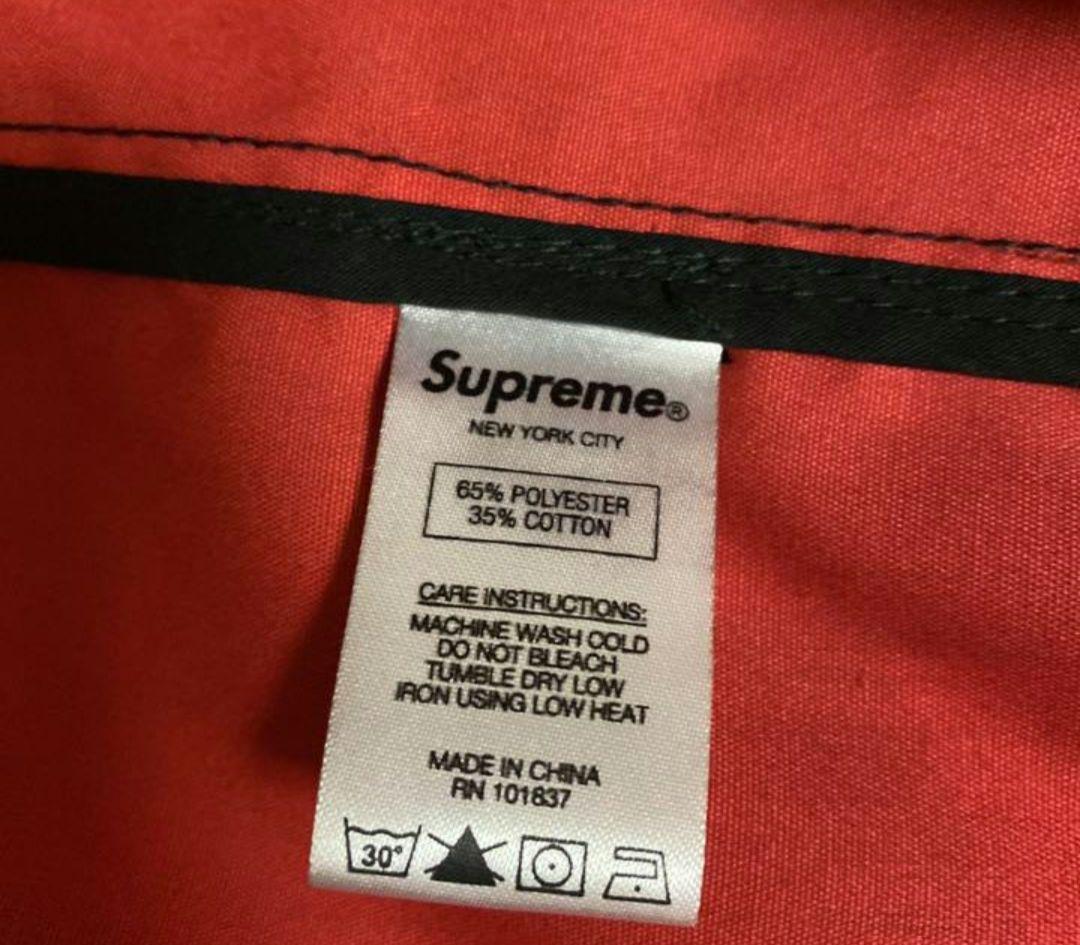 Supreme®
NEW YORK CITY
65% POLYESTER
35% COTTON
CARE INSTRUCTIONS:
MACHINE WASH COLD
DO NOT BLEACH
TUMBLE DRY LOW
IRON USING LOW HEAT
MADE IN CHINA
RN 101837
30°